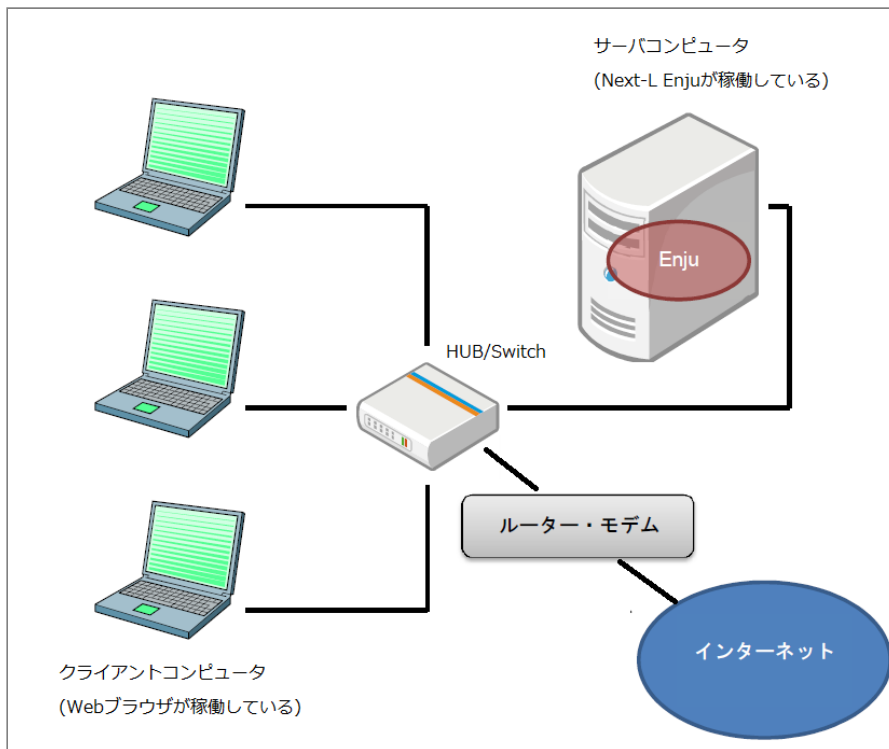 サーバコンピュータ
(Next-L Enjuが稼働している)
Enju
HUB/Switch
ルーター・モデム
インターネット
クライアントコンピュータ
(Webブラウザが稼働している)